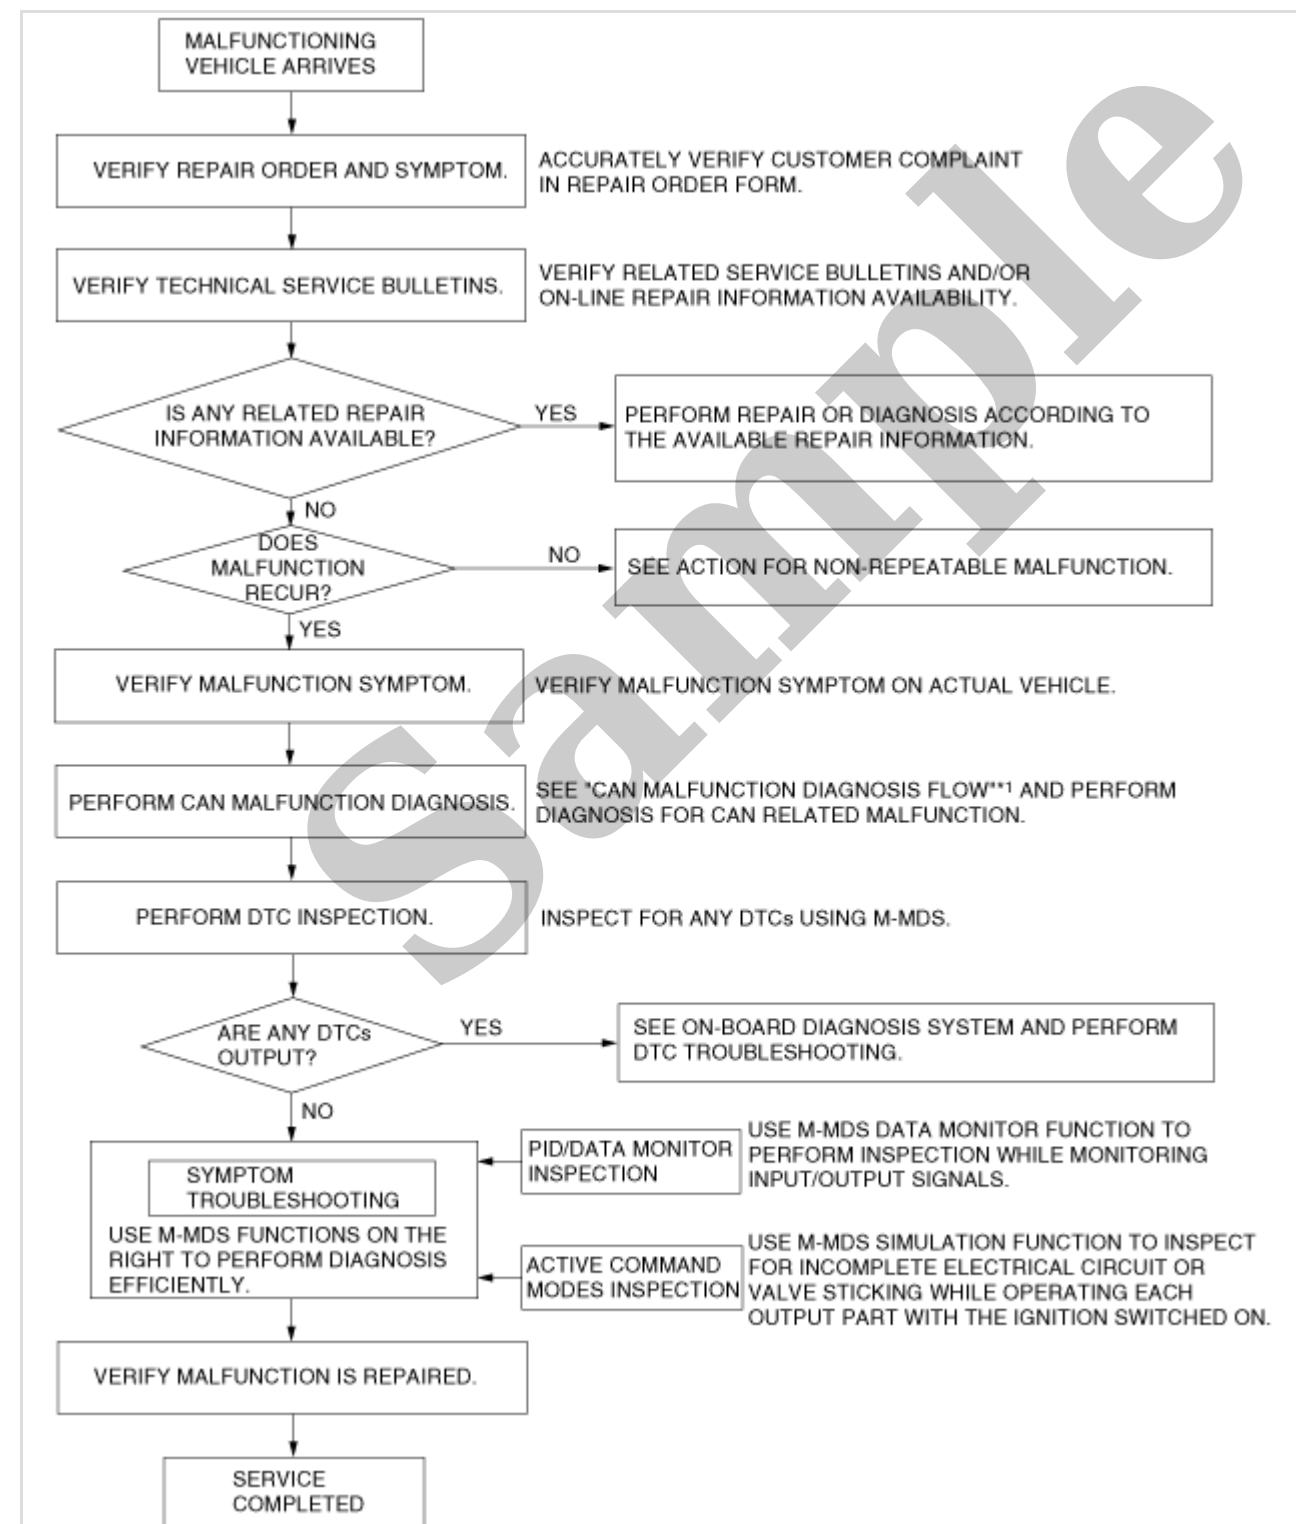 MALFUNCTIONING
VEHICLE ARRIVES
VERIFY REPAIR ORDER AND SYMPTOM.
ACCURATELY VERIFY CUSTOMER COMPLAINT
IN REPAIR ORDER FORM.
VERIFY TECHNICAL SERVICE BULLETINS.
VERIFY RELATED SERVICE BULLETINS AND/OR
ON-LINE REPAIR INFORMATION AVAILABILITY.
IS ANY RELATED REPAIR
INFORMATION AVAILABLE?
YES
PERFORM REPAIR OR DIAGNOSIS ACCORDING TO
THE AVAILABLE REPAIR INFORMATION.
NO
DOES
MALFUNCTION
RECUR?
NO
SEE ACTION FOR NON-REPEATABLE MALFUNCTION.
YES
VERIFY MALFUNCTION SYMPTOM.
VERIFY MALFUNCTION SYMPTOM ON ACTUAL VEHICLE.
PERFORM CAN MALFUNCTION DIAGNOSIS.
SEE "CAN MALFUNCTION DIAGNOSIS FLOW"*1 AND PERFORM
DIAGNOSIS FOR CAN RELATED MALFUNCTION.
PERFORM DTC INSPECTION.
INSPECT FOR ANY DTCs USING M-MDS.
ARE ANY DTCs
OUTPUT?
YES
SEE ON-BOARD DIAGNOSIS SYSTEM AND PERFORM
DTC TROUBLESHOOTING.
NO
SYMPTOM
TROUBLESHOOTING
USE M-MDS FUNCTIONS ON THE
RIGHT TO PERFORM DIAGNOSIS
EFFICIENTLY.
PID/DATA MONITOR
INSPECTION
USE M-MDS DATA MONITOR FUNCTION TO
PERFORM INSPECTION WHILE MONITORING
INPUT/OUTPUT SIGNALS.
ACTIVE COMMAND
MODES INSPECTION
USE M-MDS SIMULATION FUNCTION TO INSPECT
FOR INCOMPLETE ELECTRICAL CIRCUIT OR
VALVE STICKING WHILE OPERATING EACH
OUTPUT PART WITH THE IGNITION SWITCHED ON.
VERIFY MALFUNCTION IS REPAIRED.
SERVICE
COMPLETED
Sample